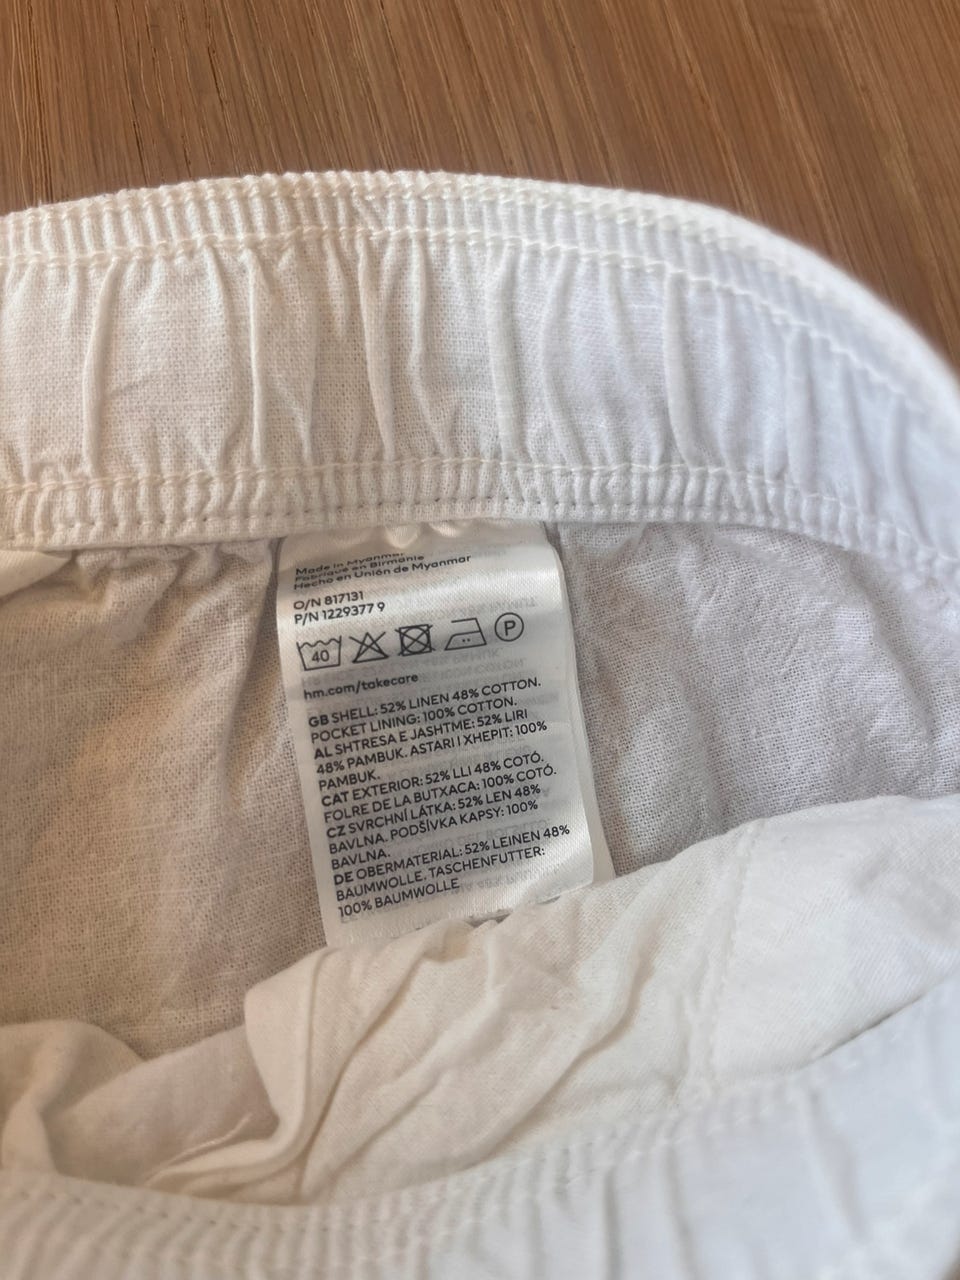 Made in Myanmar
Fabriqué en Birmanie
Hecho en Unión de Myanmar
O/N 817131
P/N 1229377 9
40 P
hm.com/takecare
GB SHELL: 52% LINEN 48% COTTON.
POCKET LINING: 100% COTTON.
AL SHTRESA E JASHTME: 52% LIRI
48% PAMBUK. ASTARI I XHEPIT: 100%
PAMBUK.
CAT EXTERIOR: 52% LLI 48% COTÓ.
FOLRE DE LA BUTXACA: 100% COTÓ.
CZ SVRCHNÍ LÁTKA: 52% LEN 48%
BAVLNA. PODŠÍVKA KAPSY: 100%
BAVLNA.
DE OBERMATERIAL: 52% LEINEN 48%
BAUMWOLLE. TASCHENFUTTER:
100% BAUMWOLLE